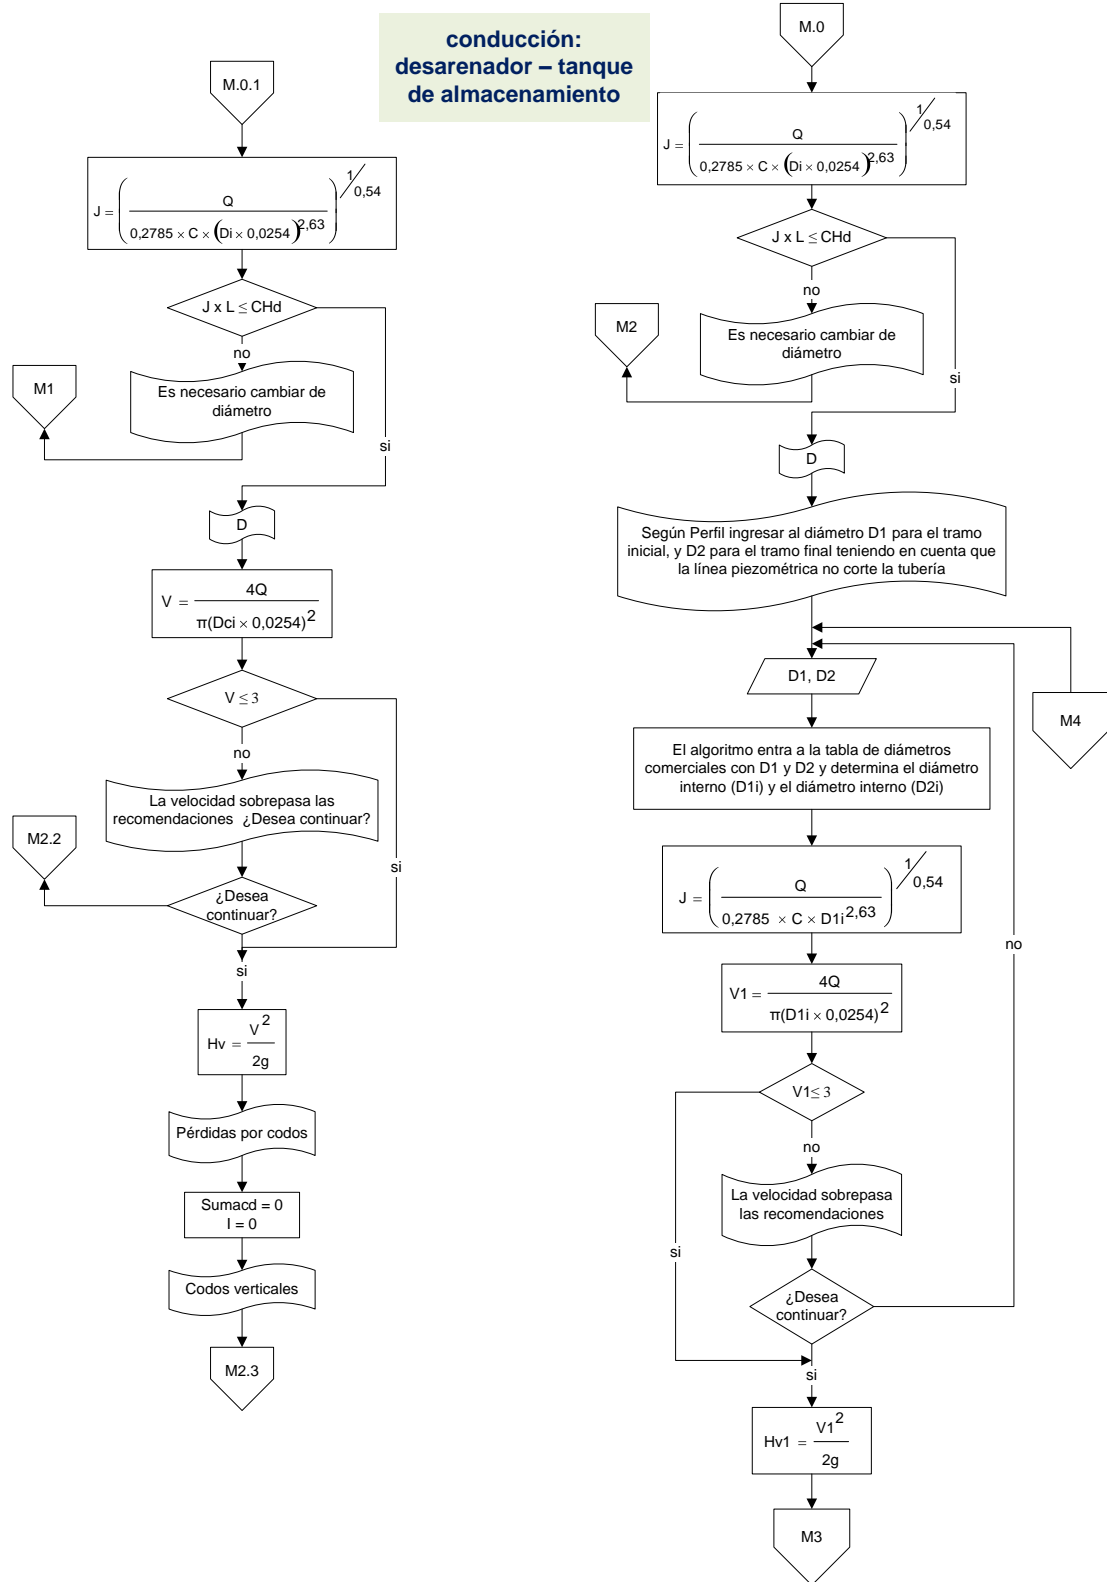 conducción:
desarenador – tanque
de almacenamiento
M.0.1
J = ( Q / 0,2785 × C × (Di × 0,0254)^2,63 )^1/0,54
J x L ≤ CHd
no
si
Es necesario cambiar de
diámetro
M1
D
V = 4Q / π(Dci × 0,0254)^2
V ≤ 3
no
si
La velocidad sobrepasa las
recomendaciones ¿Desea continuar?
M2.2
¿Desea
continuar?
si
Hv = V^2 / 2g
Pérdidas por codos
Sumacd = 0
I = 0
Codos verticales
M2.3
M.0
J = ( Q / 0,2785 × C × (Di × 0,0254)^2,63 )^1/0,54
J x L ≤ CHd
no
si
M2
Es necesario cambiar de
diámetro
D
Según Perfil ingresar al diámetro D1 para el tramo
inicial, y D2 para el tramo final teniendo en cuenta que
la línea piezométrica no corte la tubería
D1, D2
M4
El algoritmo entra a la tabla de diámetros
comerciales con D1 y D2 y determina el diámetro
interno (D1i) y el diámetro interno (D2i)
J = ( Q / 0,2785 × C × D1i^2,63 )^1/0,54
no
V1 = 4Q / π(D1i × 0,0254)^2
V1≤ 3
no
si
La velocidad sobrepasa
las recomendaciones
¿Desea
continuar?
si
Hv1 = V1^2 / 2g
M3